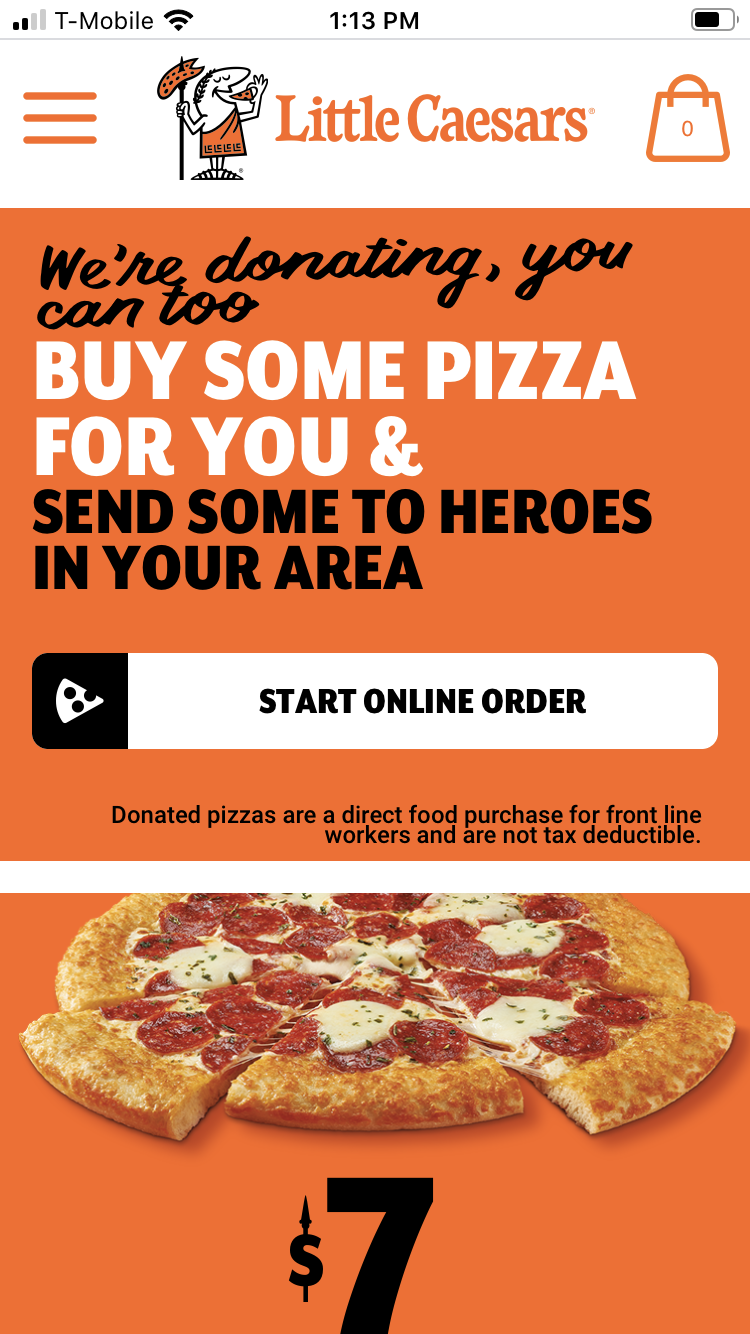 T-Mobile 1:13 PM
LELELE
Little Caesars®
0
We're donating, you
can too
BUY SOME PIZZA
FOR YOU &
SEND SOME TO HEROES
IN YOUR AREA
START ONLINE ORDER
Donated pizzas are a direct food purchase for front line
workers and are not tax deductible.
$7